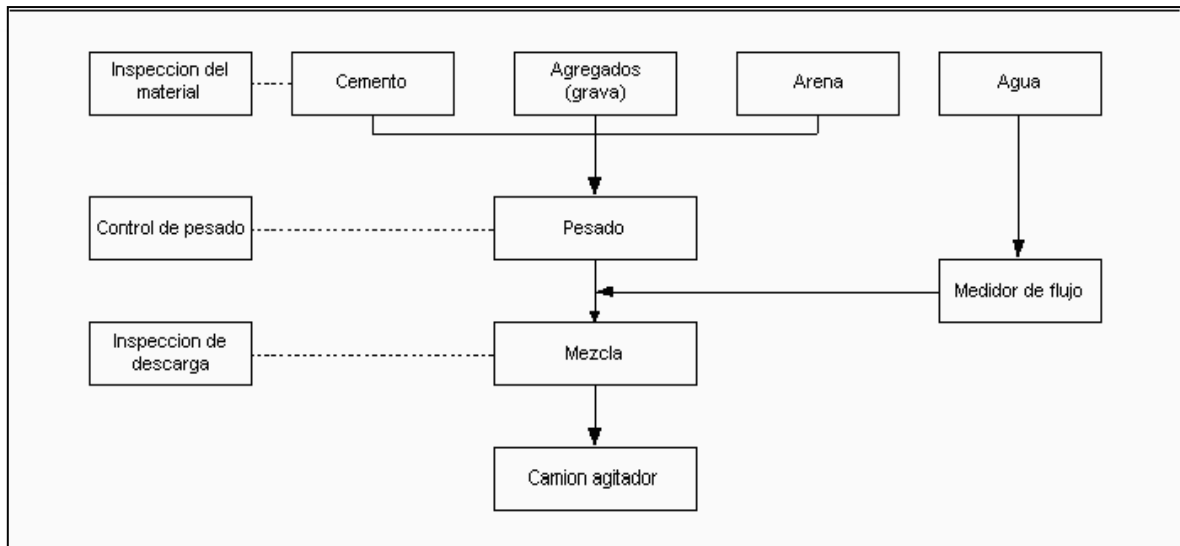 Inspeccion del
material
Cemento
Agregados
(grava)
Arena
Agua
Control de pesado
Pesado
Medidor de flujo
Inspeccion de
descarga
Mezcla
Camion agitador